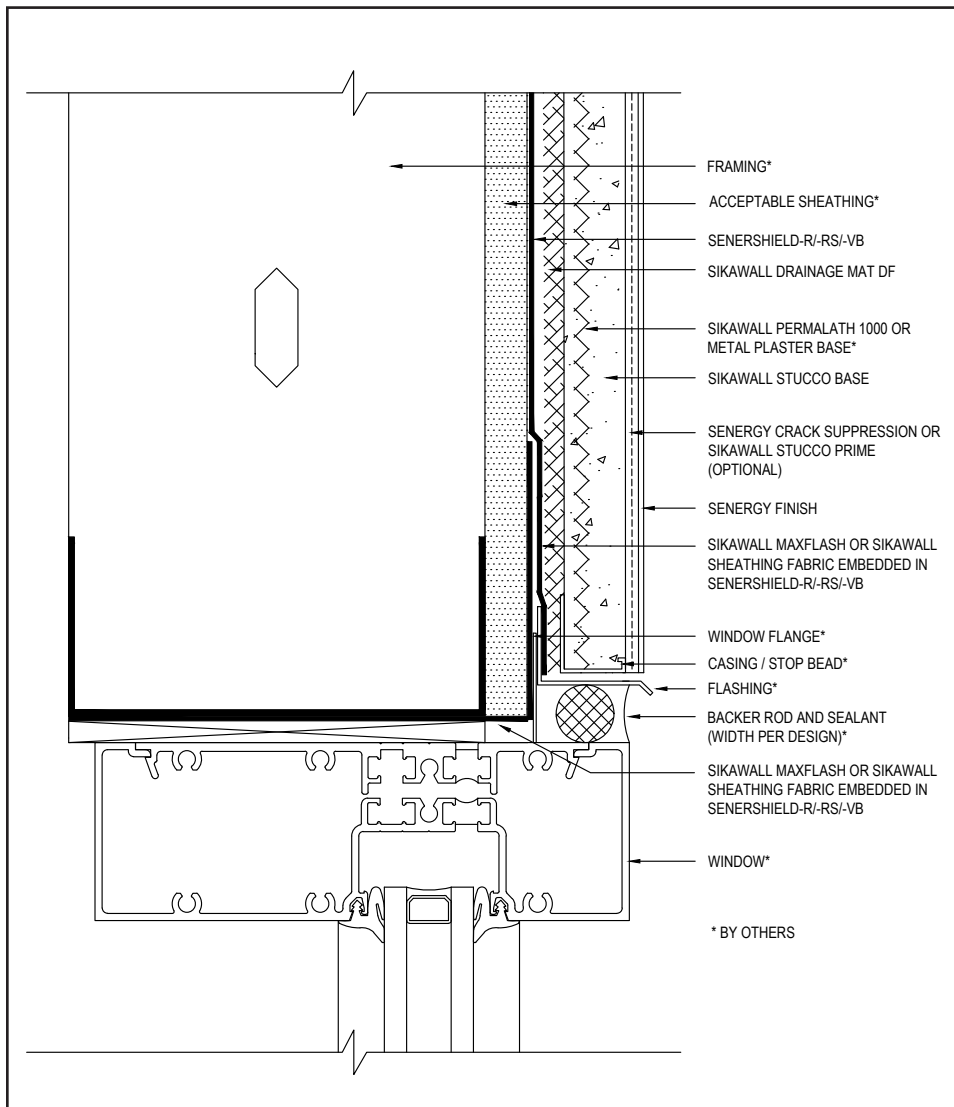 FRAMING*
ACCEPTABLE SHEATHING*
SENERSHIELD-R/-RS/-VB
SIKAWALL DRAINAGE MAT DF
SIKAWALL PERMALATH 1000 OR
METAL PLASTER BASE*
SIKAWALL STUCCO BASE
SENERGY CRACK SUPPRESSION OR
SIKAWALL STUCCO PRIME
(OPTIONAL)
SENERGY FINISH
SIKAWALL MAXFLASH OR SIKAWALL
SHEATHING FABRIC EMBEDDED IN
SENERSHIELD-R/-RS/-VB
WINDOW FLANGE*
CASING / STOP BEAD*
FLASHING*
BACKER ROD AND SEALANT
(WIDTH PER DESIGN)*
SIKAWALL MAXFLASH OR SIKAWALL
SHEATHING FABRIC EMBEDDED IN
SENERSHIELD-R/-RS/-VB
WINDOW*
* BY OTHERS